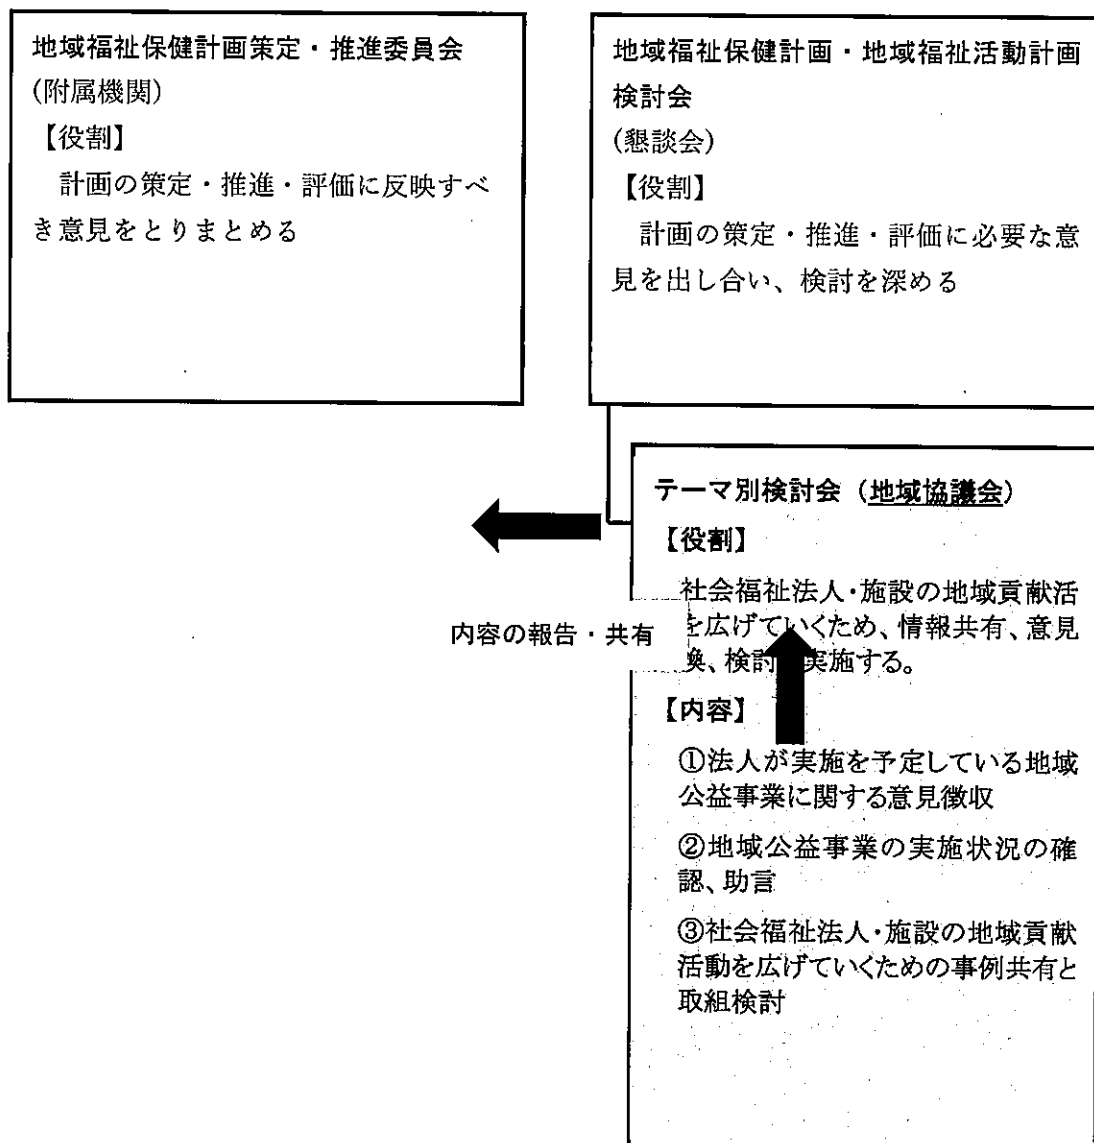 地域福祉保健計画策定・推進委員会
(附属機関)
【役割】
計画の策定・推進・評価に反映すべ
き意見をとりまとめる
地域福祉保健計画・地域福祉活動計画
検討会
(懇談会)
【役割】
計画の策定・推進・評価に必要な意
見を出し合い、検討を深める
テーマ別検討会（地域協議会）
【役割】
社会福祉法人・施設の地域貢献活
を広げていくため、情報共有、意見
換、検討 実施する。
内容の報告・共有
【内容】
①法人が実施を予定している地域
公益事業に関する意見徴収
②地域公益事業の実施状況の確
認、助言
③社会福祉法人・施設の地域貢献
活動を広げていくための事例共有と
取組検討